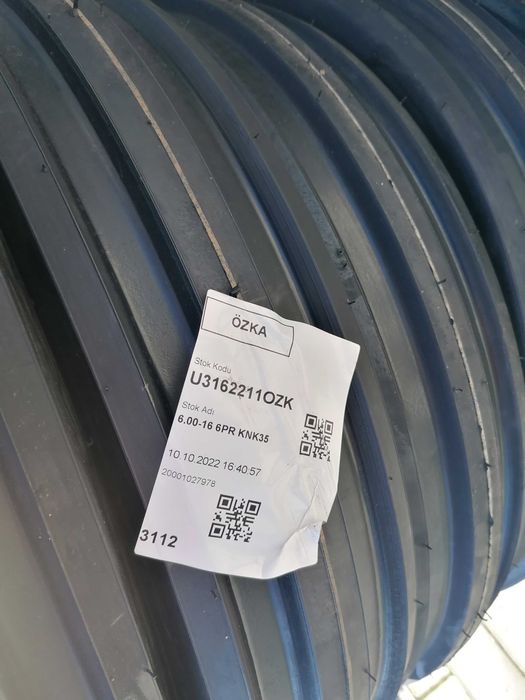 ÖZKA
Stok Kodu
U3162211OZK
Stok Adı
6.00-16 6PR KNK35
10.10.2022 16:40:57
20001027978
3112